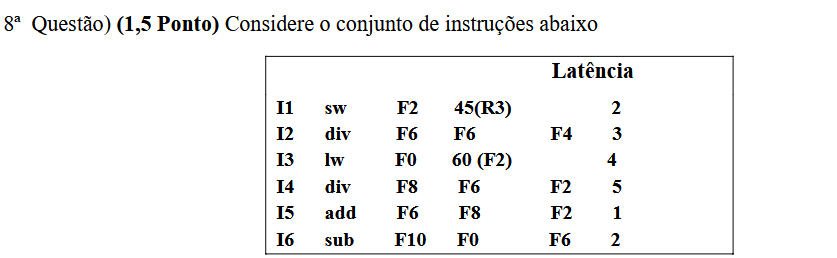 8ª Questão) (1,5 Ponto) Considere o conjunto de instruções abaixo
Latência
I1 sw F2 45(R3) 2
I2 div F6 F6 F4 3
I3 lw F0 60 (F2) 4
I4 div F8 F6 F2 5
I5 add F6 F8 F2 1
I6 sub F10 F0 F6 2